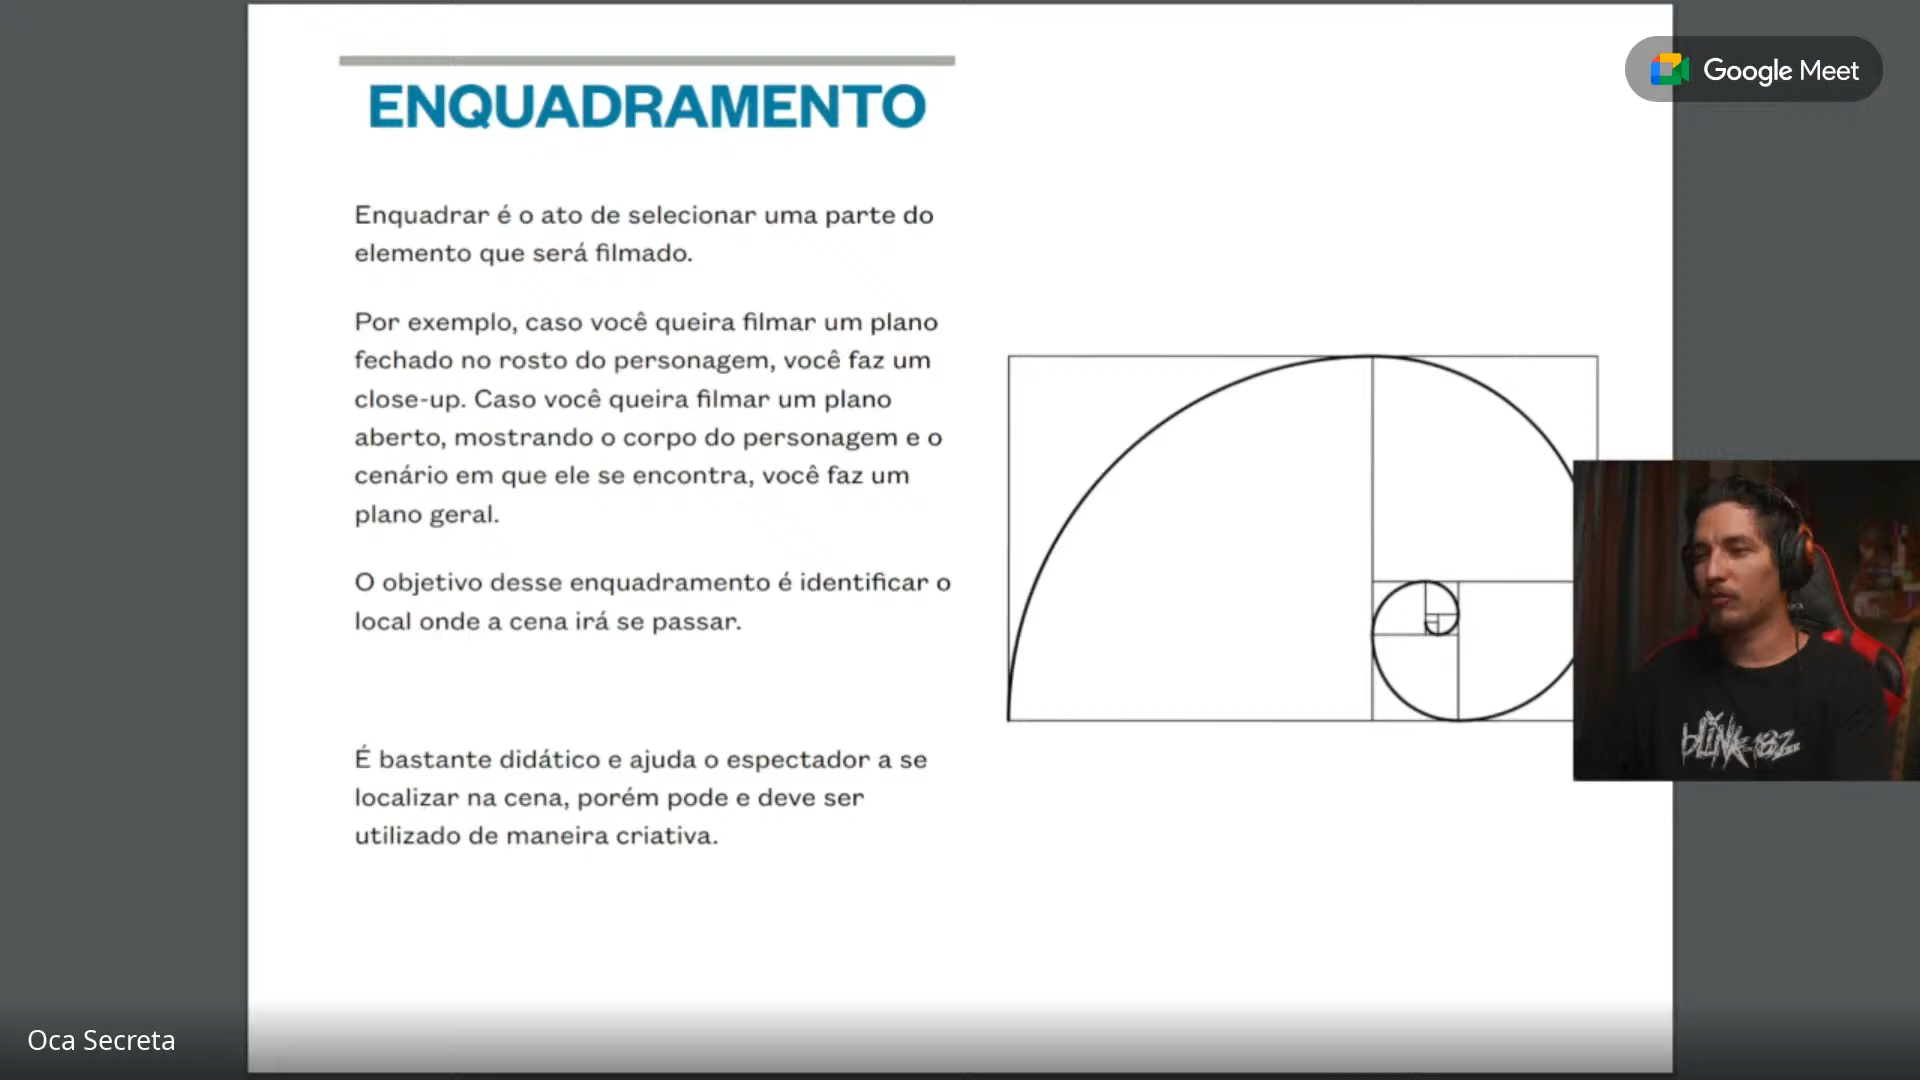 Google Meet
ENQUADRAMENTO
Enquadrar é o ato de selecionar uma parte do
elemento que será filmado.
Por exemplo, caso você queira filmar um plano
fechado no rosto do personagem, você faz um
close-up. Caso você queira filmar um plano
aberto, mostrando o corpo do personagem e o
cenário em que ele se encontra, você faz um
plano geral.
O objetivo desse enquadramento é identificar o
local onde a cena irá se passar.
É bastante didático e ajuda o espectador a se
localizar na cena, porém pode e deve ser
utilizado de maneira criativa.
blink-182
Oca Secreta